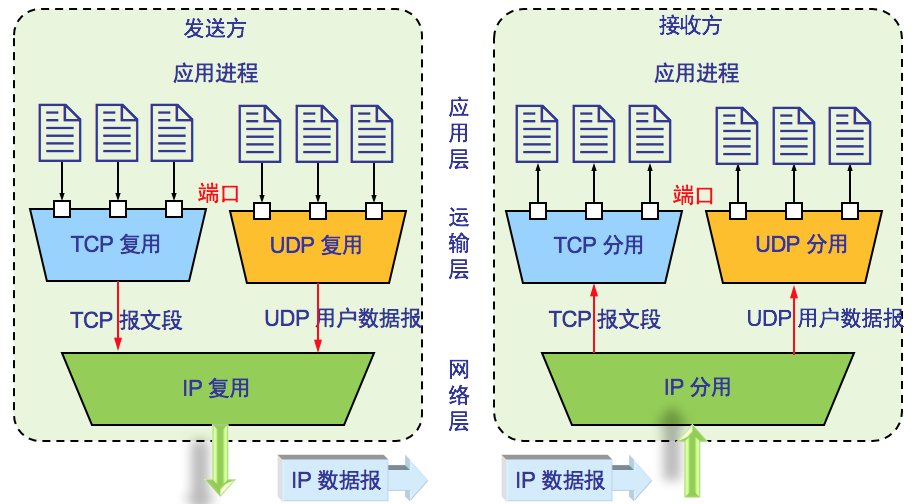 发送方
应用进程
端口
TCP 复用
UDP 复用
TCP 报文段
UDP 用户数据报
IP 复用
IP 数据报
应用层
运输层
网络层
接收方
应用进程
端口
TCP 分用
UDP 分用
TCP 报文段
UDP 用户数据报
IP 分用
IP 数据报